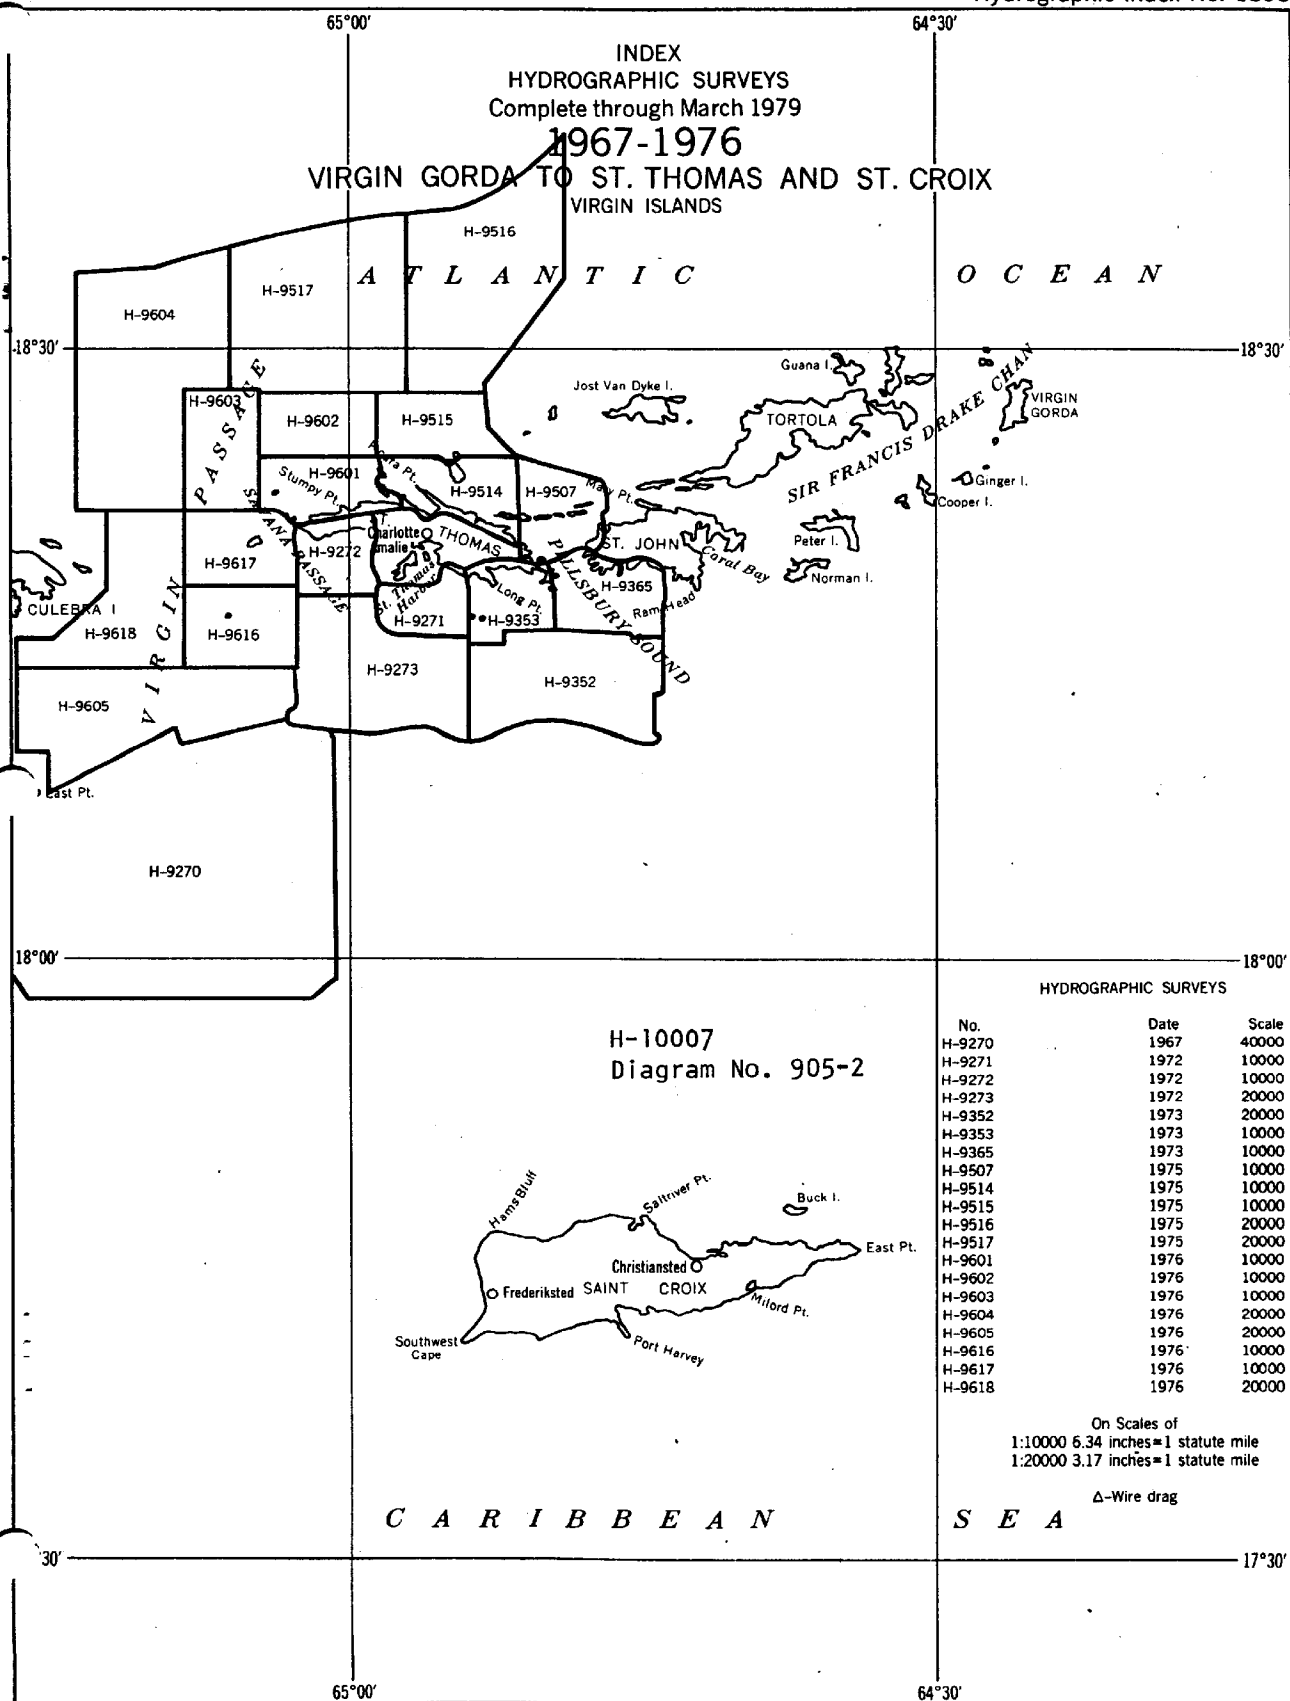 65°00'
64°30'
INDEX
HYDROGRAPHIC SURVEYS
Complete through March 1979
1967-1976
VIRGIN GORDA TO ST. THOMAS AND ST. CROIX
VIRGIN ISLANDS
H-9516
ATLANTIC OCEAN
H-9517
H-9604
18°30'
18°30'
Guana I.
Jost Van Dyke I.
VIRGIN
GORDA
TORTOLA
SIR FRANCIS DRAKE CHAN
H-9603
H-9602
H-9515
VIRGIN PASSAGE
H-9601
Stumpy Pt.
H-9514
H-9507
Mary Pt.
Ginger I.
Cooper I.
SAVANA PASSAGE
Charlotte
Amalie
THOMAS
ST. JOHN
Coral Bay
Peter I.
Norman I.
H-9272
H-9617
PILLSBURY SOUND
H-9365
Ram Head
St. Thomas
Harbor
Long Pt.
CULEBRA I
H-9618
H-9616
H-9271
H-9353
H-9273
H-9352
H-9605
East Pt.
H-9270
18°00'
18°00'
HYDROGRAPHIC SURVEYS
No. Date Scale
H-9270 1967 40000
H-9271 1972 10000
H-9272 1972 10000
H-9273 1972 20000
H-9352 1973 20000
H-9353 1973 10000
H-9365 1973 10000
H-9507 1975 10000
H-9514 1975 10000
H-9515 1975 10000
H-9516 1975 20000
H-9517 1975 20000
H-9601 1976 10000
H-9602 1976 10000
H-9603 1976 10000
H-9604 1976 20000
H-9605 1976 20000
H-9616 1976 10000
H-9617 1976 10000
H-9618 1976 20000
On Scales of
1:10000 6.34 inches=1 statute mile
1:20000 3.17 inches=1 statute mile
Δ-Wire drag
H-10007
Diagram No. 905-2
Hams Bluff
Saltriver Pt.
Buck I.
East Pt.
Christiansted
Frederiksted
SAINT CROIX
Milord Pt.
Southwest
Cape
Port Harvey
CARIBBEAN SEA
30'
17°30'
65°00'
64°30'